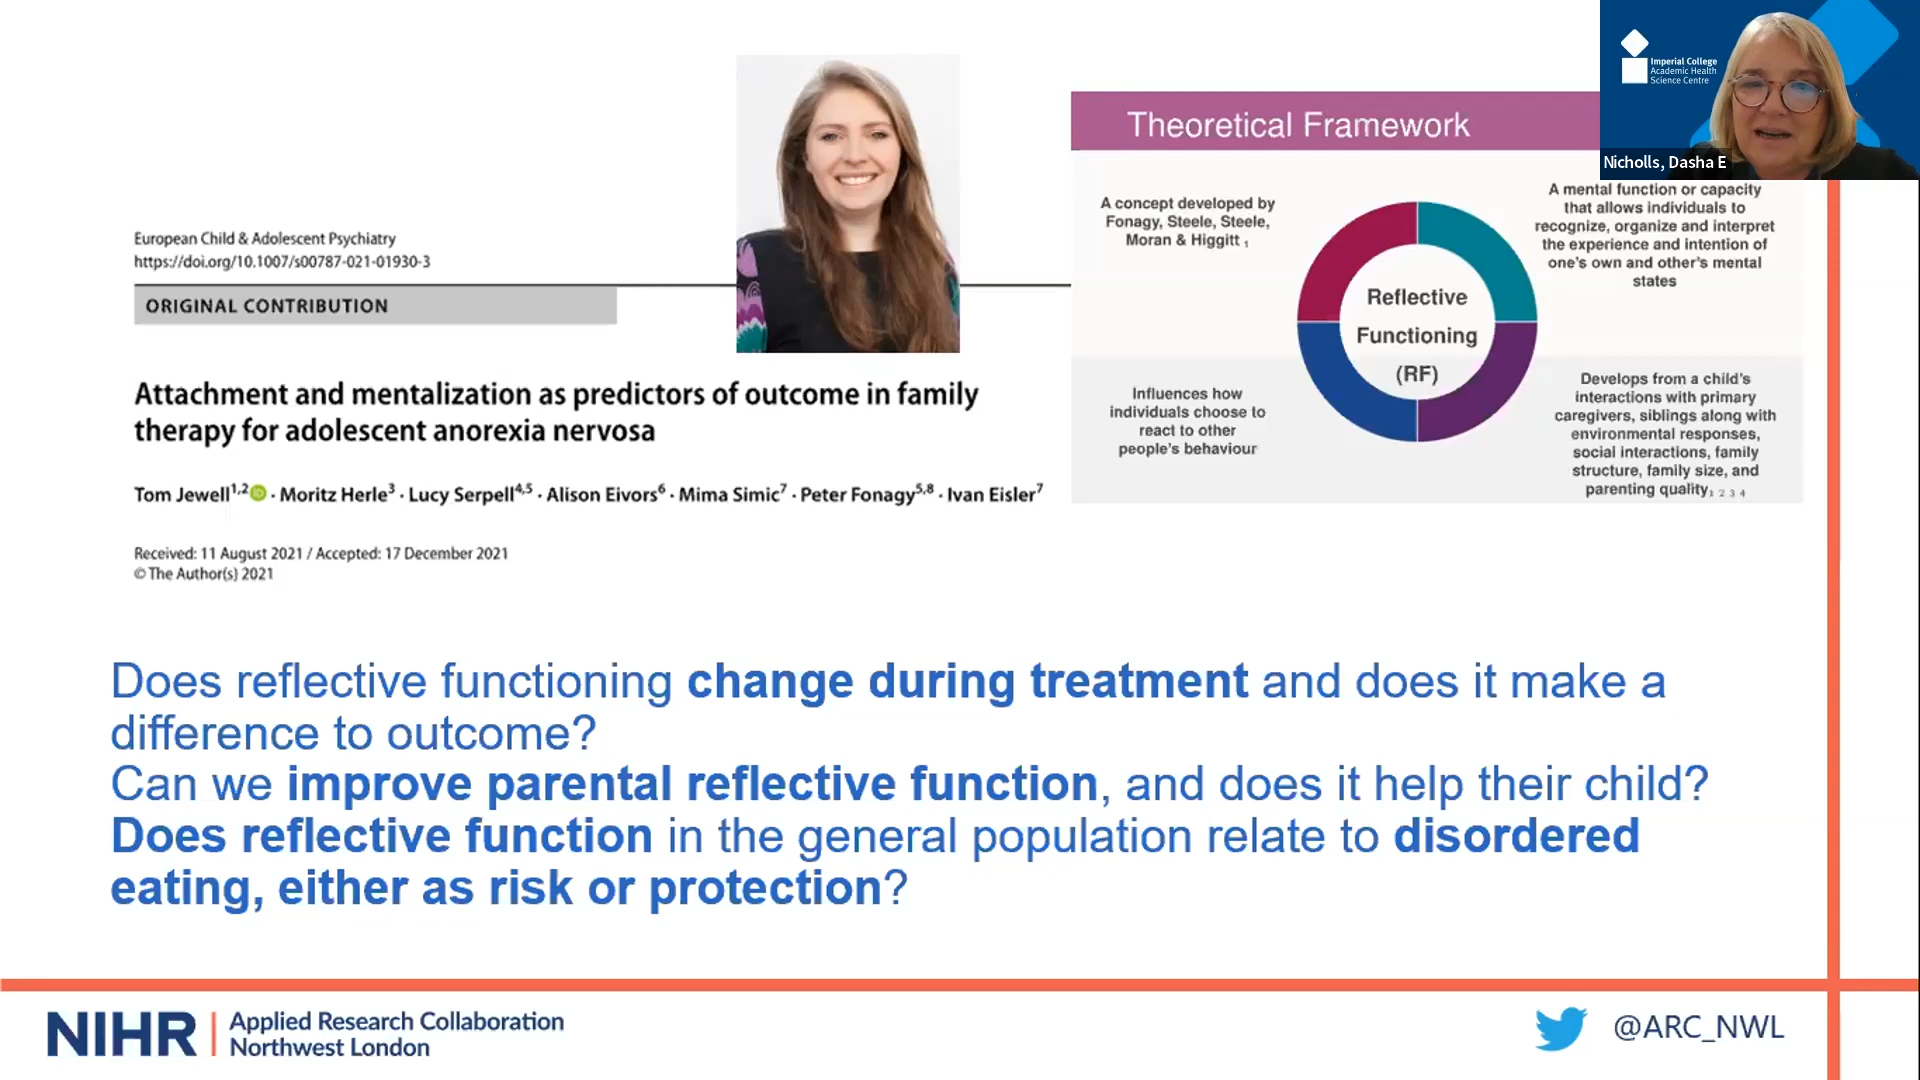 Imperial College
Academic Health
Science Centre
Nicholls, Dasha E
European Child & Adolescent Psychiatry
https://doi.org/10.1007/s00787-021-01930-3
ORIGINAL CONTRIBUTION
Attachment and mentalization as predictors of outcome in family
therapy for adolescent anorexia nervosa
Tom Jewell1,2 · Moritz Herle3 · Lucy Serpell4,5 · Alison Eivors6 · Mima Simic7 · Peter Fonagy5,8 · Ivan Eisler7
Received: 11 August 2021 / Accepted: 17 December 2021
© The Author(s) 2021
Theoretical Framework
A concept developed by
Fonagy, Steele, Steele,
Moran & Higgitt 1
A mental function or capacity
that allows individuals to
recognize, organize and interpret
the experience and intention of
one's own and other's mental
states
Reflective
Functioning
(RF)
Influences how
individuals choose to
react to other
people's behaviour
Develops from a child's
interactions with primary
caregivers, siblings along with
environmental responses,
social interactions, family
structure, family size, and
parenting quality1 2 3 4
Does reflective functioning change during treatment and does it make a
difference to outcome?
Can we improve parental reflective function, and does it help their child?
Does reflective function in the general population relate to disordered
eating, either as risk or protection?
NIHR | Applied Research Collaboration
Northwest London
@ARC_NWL